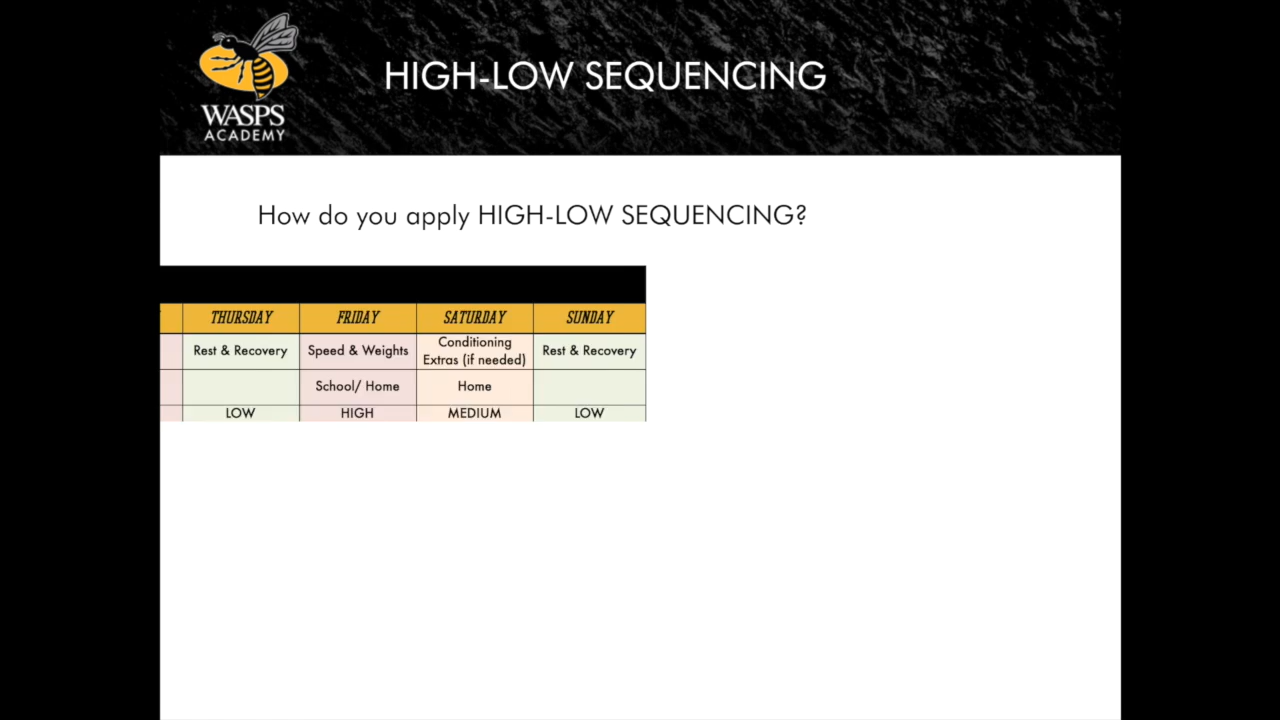 WASPS
ACADEMY
HIGH-LOW SEQUENCING
How do you apply HIGH-LOW SEQUENCING?
THURSDAY FRIDAY SATURDAY SUNDAY
Rest & Recovery Speed & Weights Conditioning Extras (if needed) Rest & Recovery
School/ Home Home
LOW HIGH MEDIUM LOW